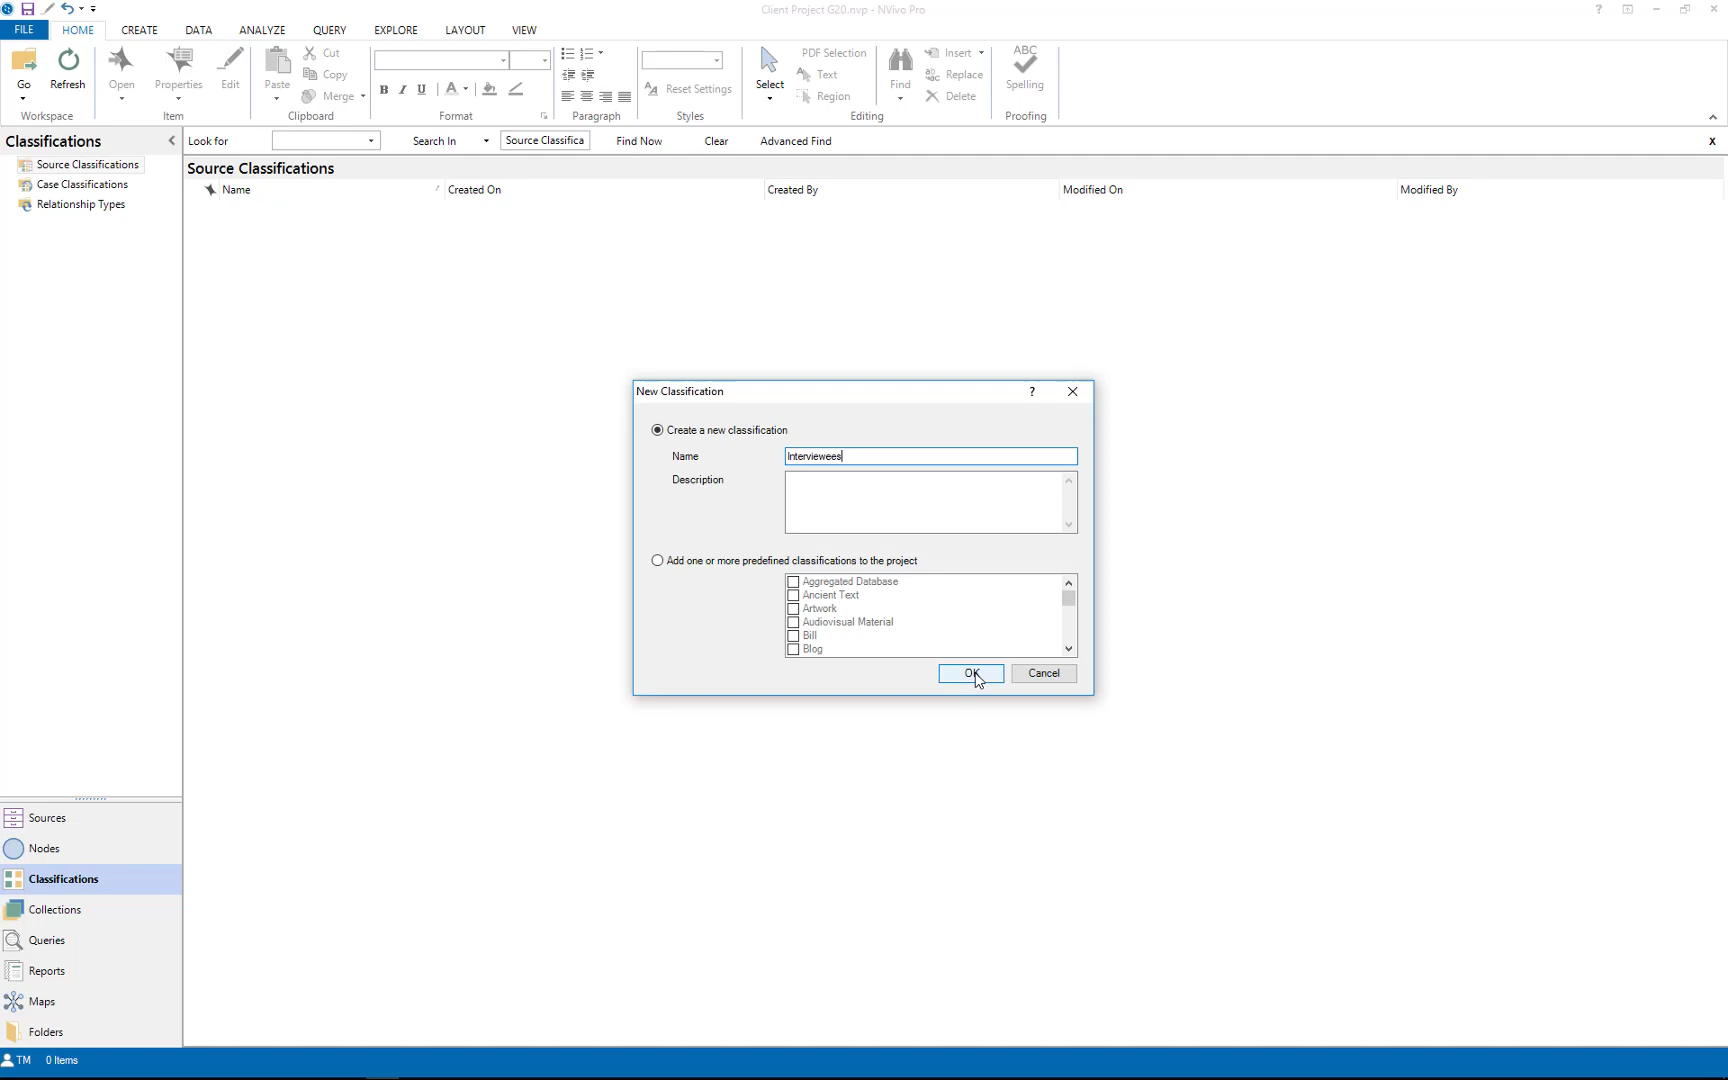 Client Project G20.nvp - NVivo Pro
FILE HOME CREATE DATA ANALYZE QUERY EXPLORE LAYOUT VIEW
Go Refresh Open Properties Edit Paste Cut Copy Merge
B I U A
Reset Settings
Select PDF Selection Text Region
Find Insert Replace Delete
ABC Spelling
Workspace Item Clipboard Format Paragraph Styles Editing Proofing
Classifications
Look for Search In Source Classifica Find Now Clear Advanced Find x
Source Classifications
Case Classifications
Relationship Types
Source Classifications
Name Created On Created By Modified On Modified By
New Classification ?
Create a new classification
Name Interviewees
Description
Add one or more predefined classifications to the project
Aggregated Database
Ancient Text
Artwork
Audiovisual Material
Bill
Blog
OK Cancel
Sources
Nodes
Classifications
Collections
Queries
Reports
Maps
Folders
TM 0 Items